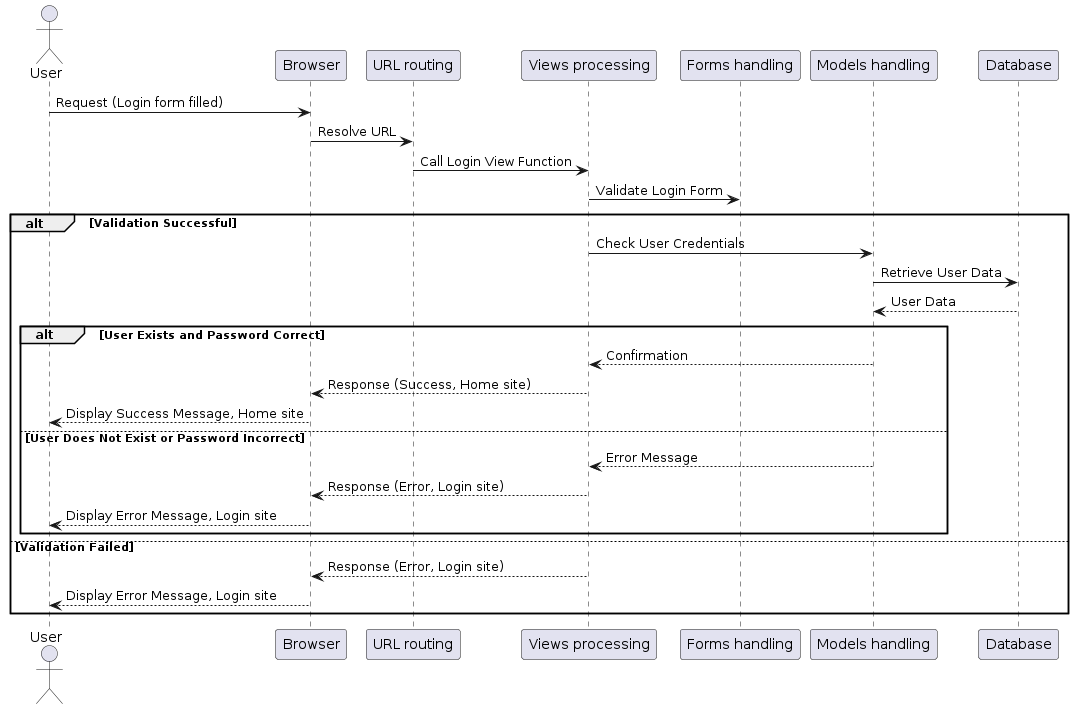 User
Browser
URL routing
Views processing
Forms handling
Models handling
Database
Request (Login form filled)
Resolve URL
Call Login View Function
Validate Login Form
alt
[Validation Successful]
Check User Credentials
Retrieve User Data
User Data
alt
[User Exists and Password Correct]
Confirmation
Response (Success, Home site)
Display Success Message, Home site
[User Does Not Exist or Password Incorrect]
Error Message
Response (Error, Login site)
Display Error Message, Login site
[Validation Failed]
Response (Error, Login site)
Display Error Message, Login site
User
Browser
URL routing
Views processing
Forms handling
Models handling
Database